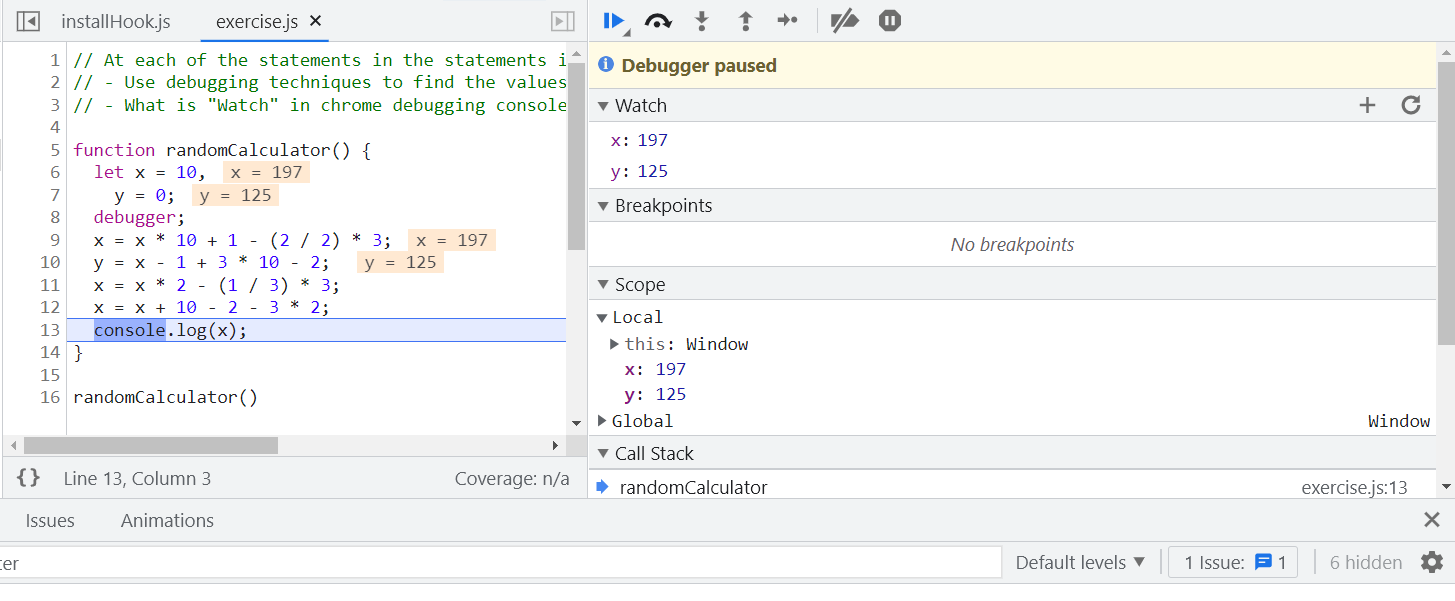 installHook.js exercise.js ×
1 // At each of the statements in the statements i
2 // - Use debugging techniques to find the values
3 // - What is "Watch" in chrome debugging console
4
5 function randomCalculator() {
6 let x = 10, x = 197
7 y = 0; y = 125
8 debugger;
9 x = x * 10 + 1 - (2 / 2) * 3; x = 197
10 y = x - 1 + 3 * 10 - 2; y = 125
11 x = x * 2 - (1 / 3) * 3;
12 x = x + 10 - 2 - 3 * 2;
13 console.log(x);
14 }
15
16 randomCalculator()
{} Line 13, Column 3 Coverage: n/a
Debugger paused
Watch
x: 197
y: 125
Breakpoints
No breakpoints
Scope
Local
this: Window
x: 197
y: 125
Global Window
Call Stack
randomCalculator exercise.js:13
Issues Animations
ter Default levels ▼ 1 Issue: 1 6 hidden